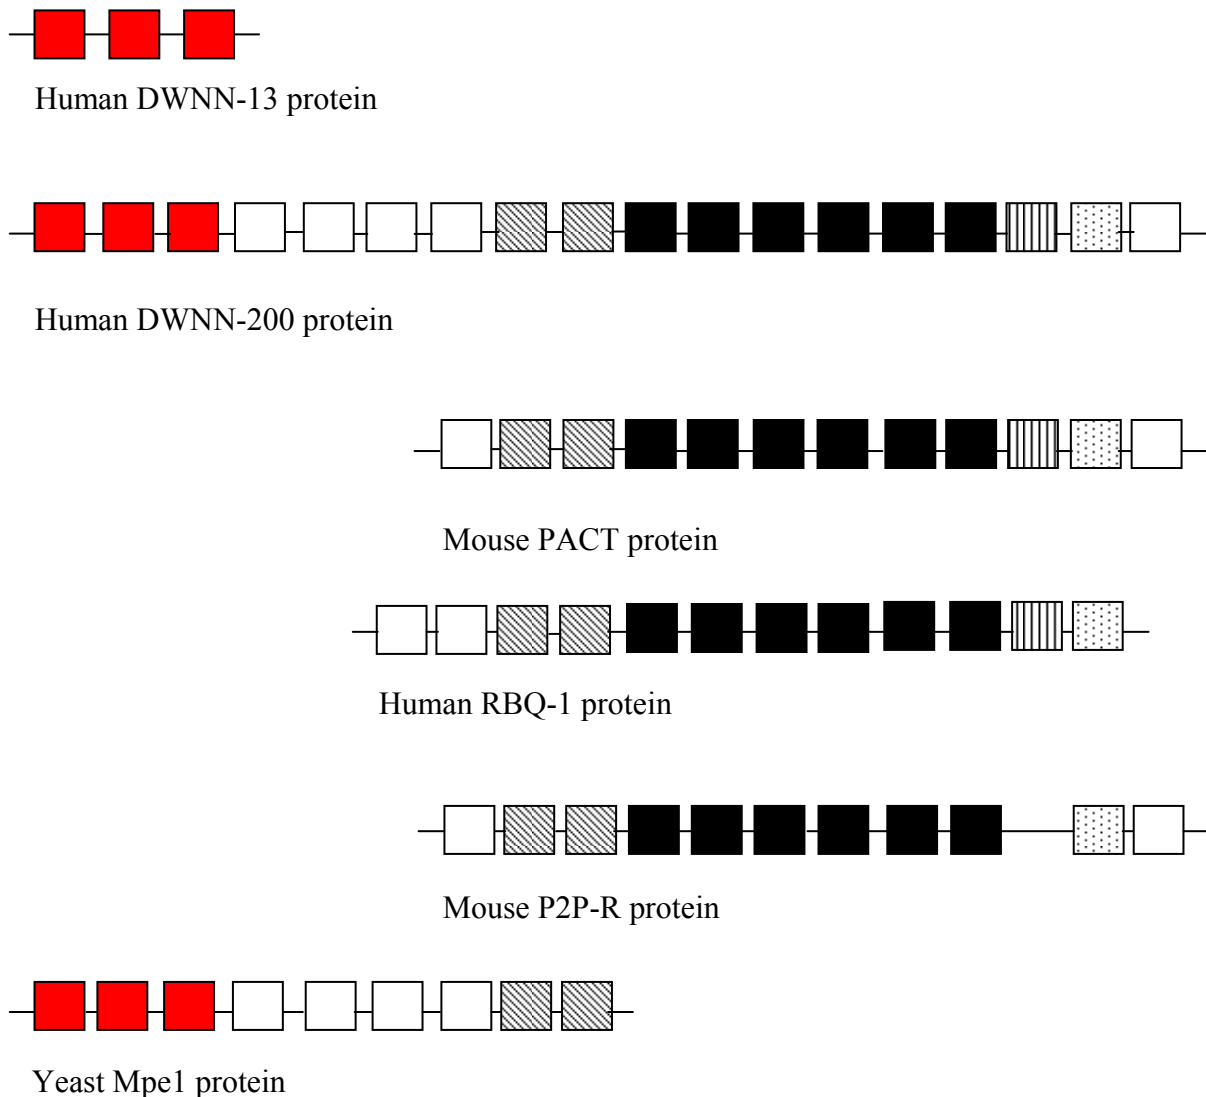 Human DWNN-13 protein
Human DWNN-200 protein
Mouse PACT protein
Human RBQ-1 protein
Mouse P2P-R protein
Yeast Mpe1 protein